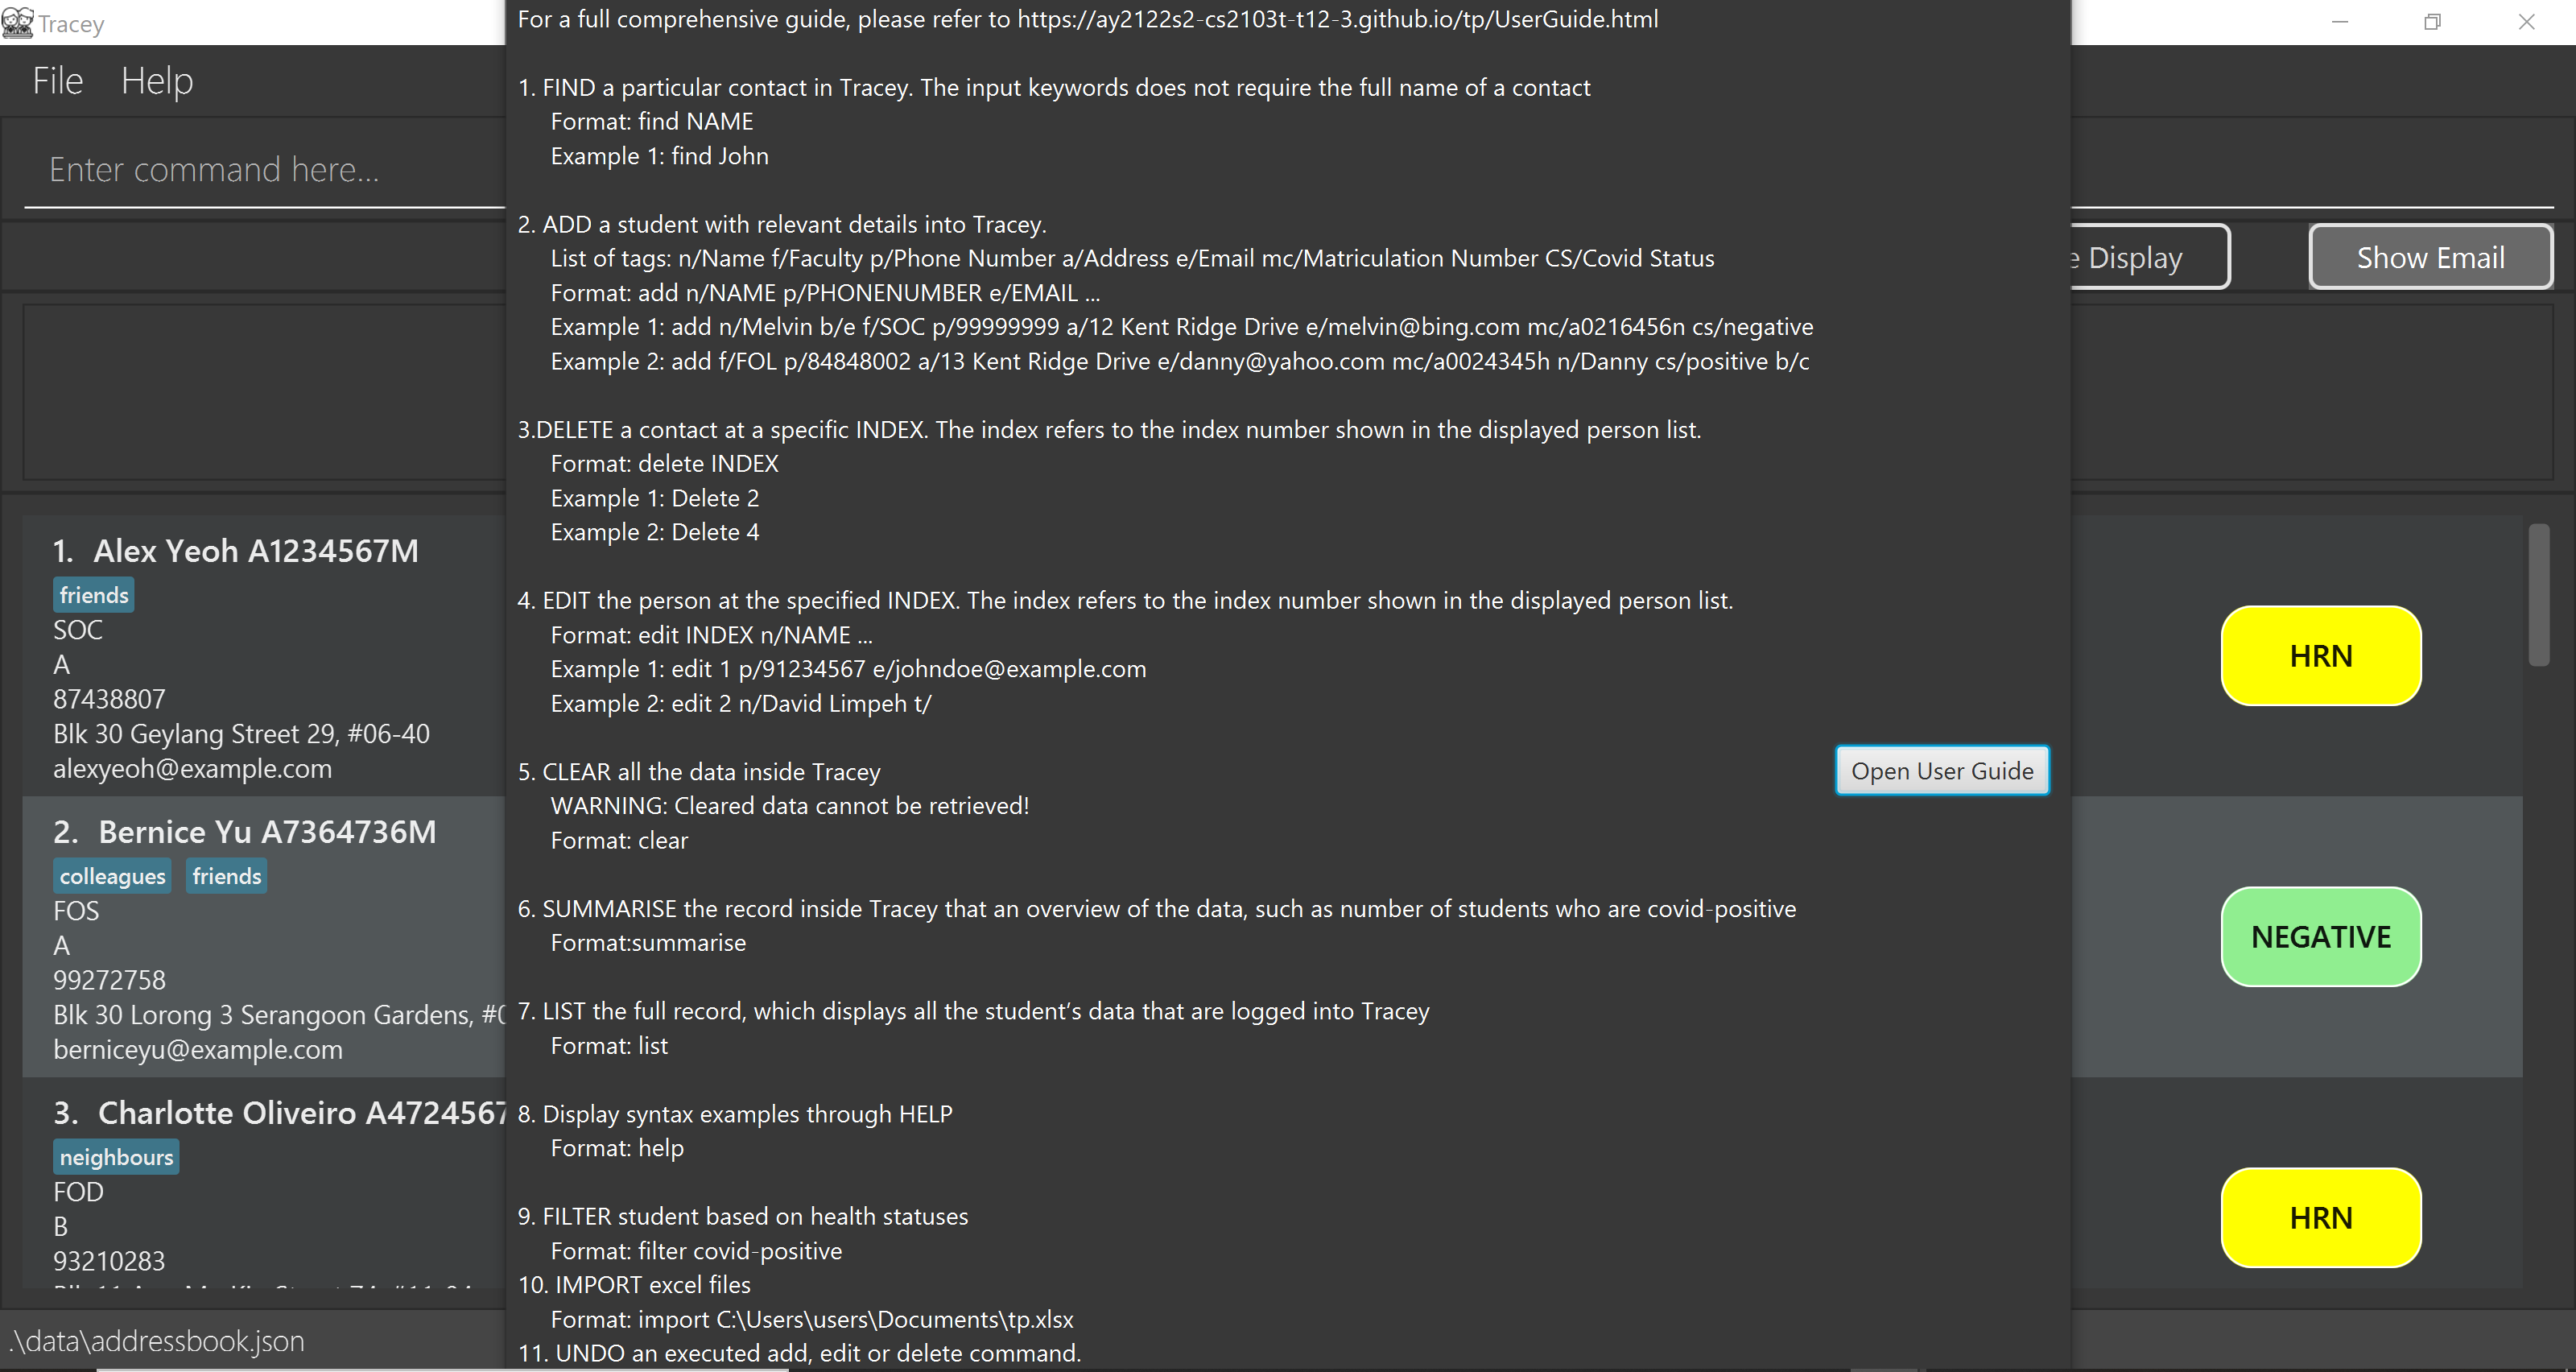 Tracey
File Help
Enter command here...
e Display
Show Email
1. Alex Yeoh A1234567M
friends
SOC
A
87438807
Blk 30 Geylang Street 29, #06-40
alexyeoh@example.com
HRN
2. Bernice Yu A7364736M
colleagues friends
FOS
A
99272758
Blk 30 Lorong 3 Serangoon Gardens,
berniceyu@example.com
NEGATIVE
3. Charlotte Oliveiro A4724567
neighbours
FOD
B
93210283
HRN
.\data\addressbook.json
For a full comprehensive guide, please refer to https://ay2122s2-cs2103t-t12-3.github.io/tp/UserGuide.html
1. FIND a particular contact in Tracey. The input keywords does not require the full name of a contact
Format: find NAME
Example 1: find John
2. ADD a student with relevant details into Tracey.
List of tags: n/Name f/Faculty p/Phone Number a/Address e/Email mc/Matriculation Number CS/Covid Status
Format: add n/NAME p/PHONENUMBER e/EMAIL ...
Example 1: add n/Melvin b/e f/SOC p/99999999 a/12 Kent Ridge Drive e/melvin@bing.com mc/a0216456n cs/negative
Example 2: add f/FOL p/84848002 a/13 Kent Ridge Drive e/danny@yahoo.com mc/a0024345h n/Danny cs/positive b/c
3.DELETE a contact at a specific INDEX. The index refers to the index number shown in the displayed person list.
Format: delete INDEX
Example 1: Delete 2
Example 2: Delete 4
4. EDIT the person at the specified INDEX. The index refers to the index number shown in the displayed person list.
Format: edit INDEX n/NAME ...
Example 1: edit 1 p/91234567 e/johndoe@example.com
Example 2: edit 2 n/David Limpeh t/
5. CLEAR all the data inside Tracey
WARNING: Cleared data cannot be retrieved!
Format: clear
6. SUMMARISE the record inside Tracey that an overview of the data, such as number of students who are covid-positive
Format:summarise
7. LIST the full record, which displays all the student’s data that are logged into Tracey
Format: list
8. Display syntax examples through HELP
Format: help
9. FILTER student based on health statuses
Format: filter covid-positive
10. IMPORT excel files
Format: import C:\Users\users\Documents\tp.xlsx
11. UNDO an executed add, edit or delete command.
Open User Guide